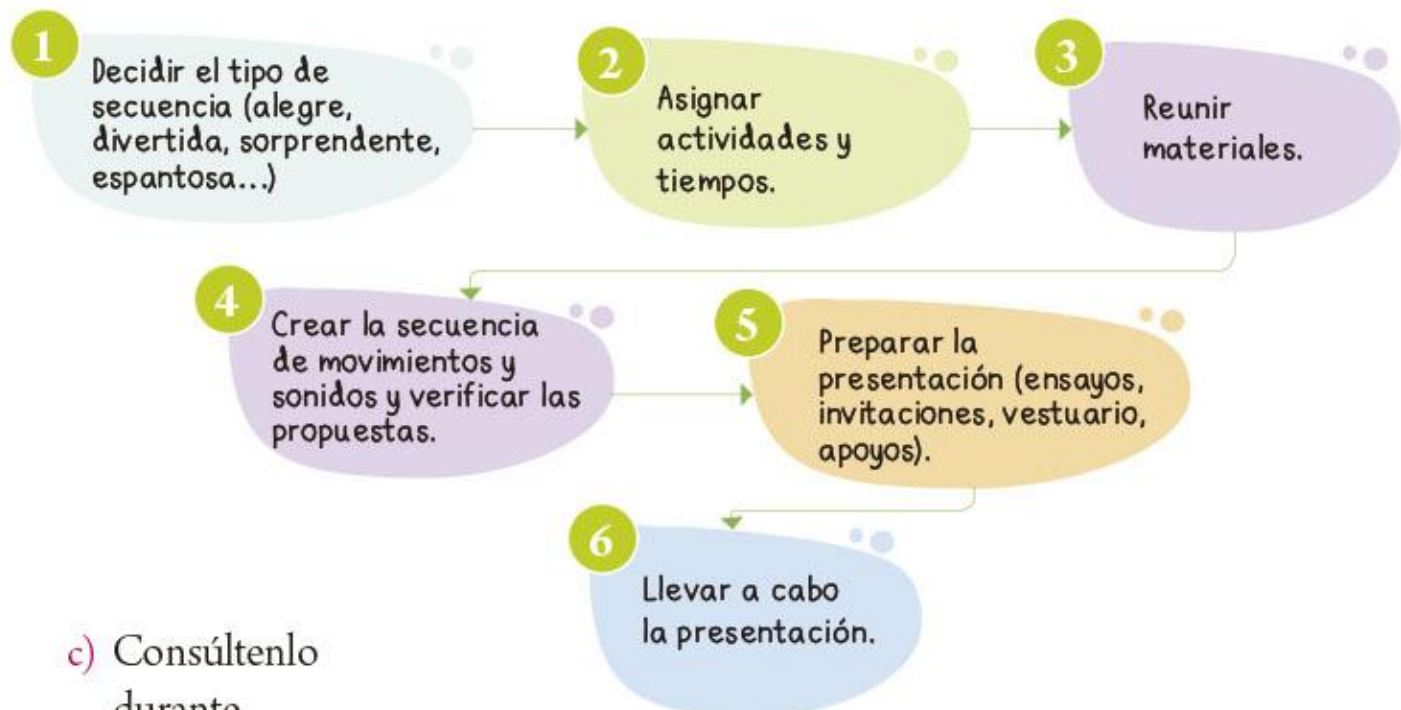 1
Decidir el tipo de
secuencia (alegre,
divertida, sorprendente,
espantosa...)
2
Asignar
actividades y
tiempos.
3
Reunir
materiales.
4
Crear la secuencia
de movimientos y
sonidos y verificar las
propuestas.
5
Preparar la
presentación (ensayos,
invitaciones, vestuario,
apoyos).
6
Llevar a cabo
la presentación.
c) Consúltenlo
durante